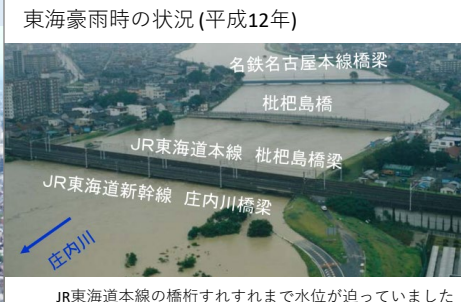 東海豪雨時の状況 (平成12年)
名鉄名古屋本線橋梁
枇杷島橋
JR東海道本線 枇杷島橋梁
JR東海道新幹線 庄内川橋梁
庄内川
JR東海道本線の橋桁すれすれまで水位が迫っていました